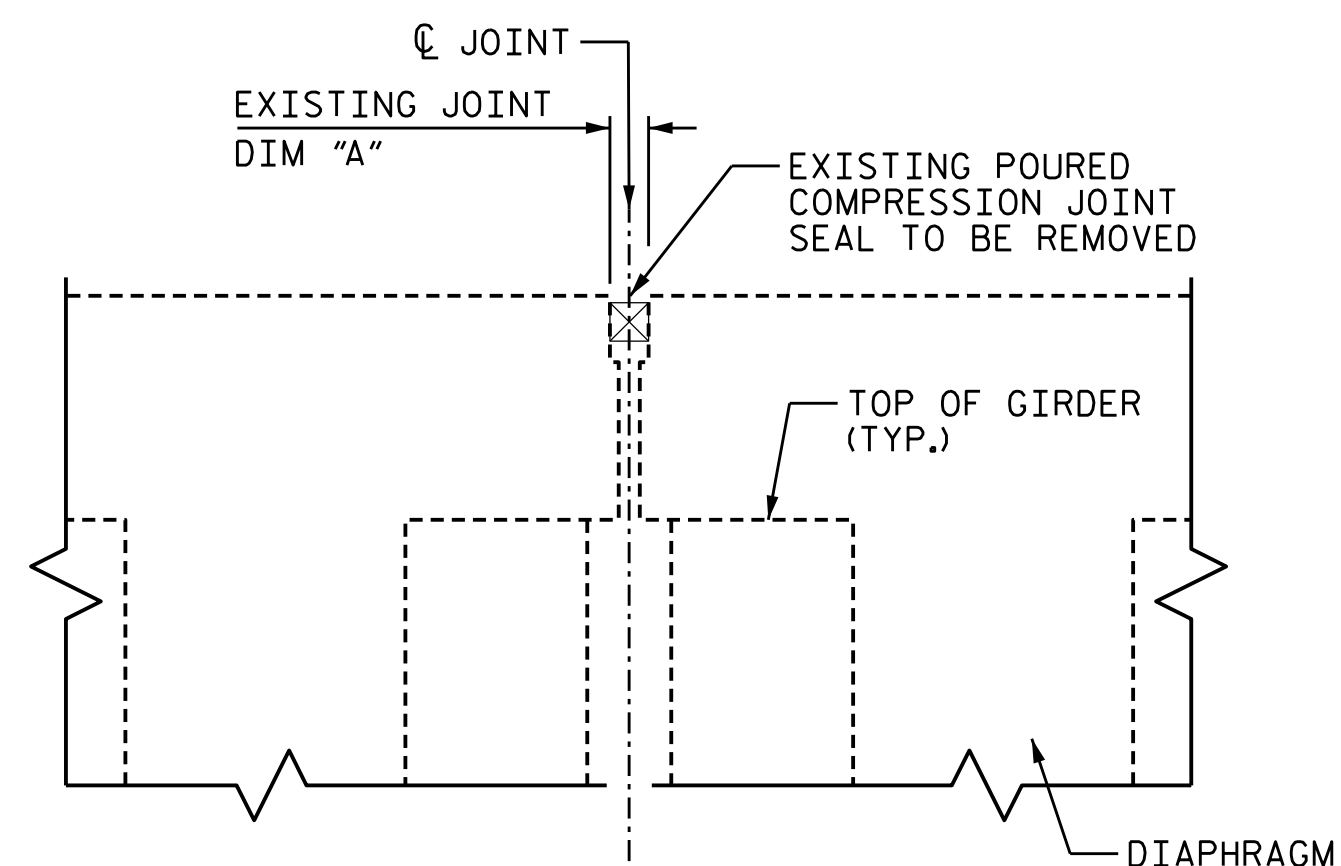 ℄ JOINT
EXISTING JOINT
DIM "A"
EXISTING POURED
COMPRESSION JOINT
SEAL TO BE REMOVED
TOP OF GIRDER
(TYP.)
DIAPHRAGM